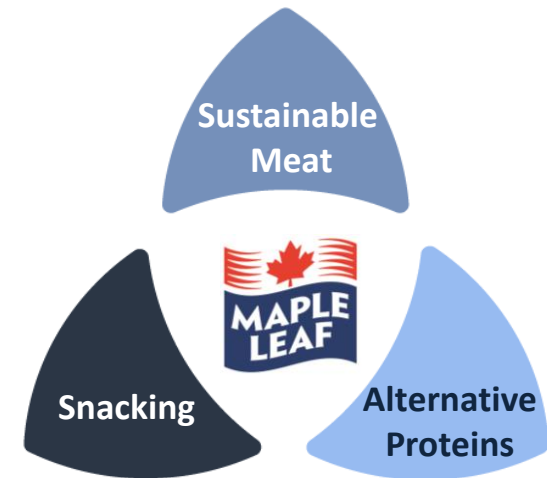 Sustainable
Meat
MAPLE
LEAF
Snacking
Alternative
Proteins